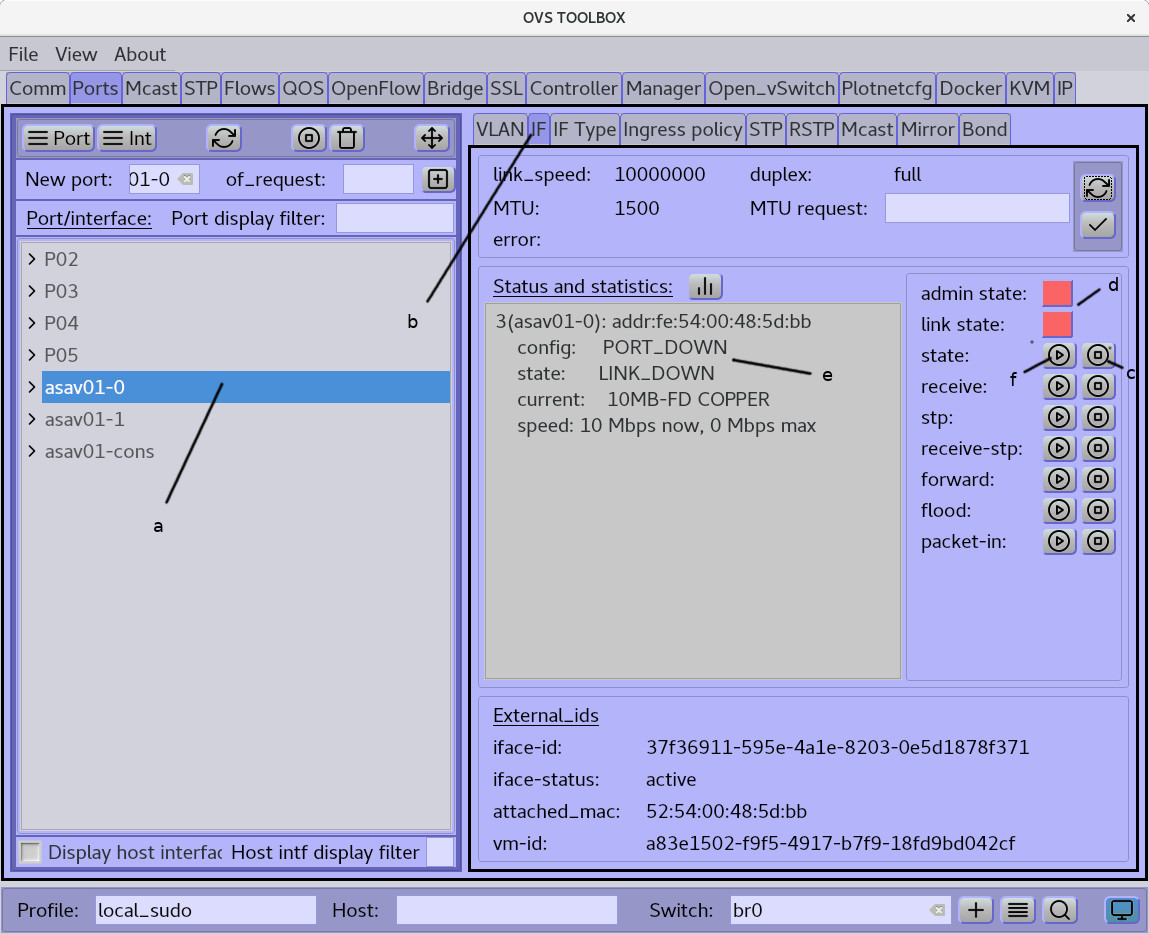 OVS TOOLBOX
File View About
Comm Ports Mcast STP Flows QOS OpenFlow Bridge SSL Controller Manager Open_vSwitch Plotnetcfg Docker KVM IP
Port Int
New port: 01-0 of_request:
Port/interface: Port display filter:
P02
P03
P04
P05
asav01-0
asav01-1
asav01-cons
a
Display host interfac Host intf display filter
VLAN IF IF Type Ingress policy STP RSTP Mcast Mirror Bond
link_speed: 10000000 duplex: full
MTU: 1500 MTU request:
error:
b
Status and statistics:
3(asav01-0): addr:fe:54:00:48:5d:bb
config: PORT_DOWN
state: LINK_DOWN
current: 10MB-FD COPPER
speed: 10 Mbps now, 0 Mbps max
e
admin state: d
link state:
state:
f c
receive:
stp:
receive-stp:
forward:
flood:
packet-in:
External_ids
iface-id: 37f36911-595e-4a1e-8203-0e5d1878f371
iface-status: active
attached_mac: 52:54:00:48:5d:bb
vm-id: a83e1502-f9f5-4917-b7f9-18fd9bd042cf
Profile: local_sudo Host: Switch: br0